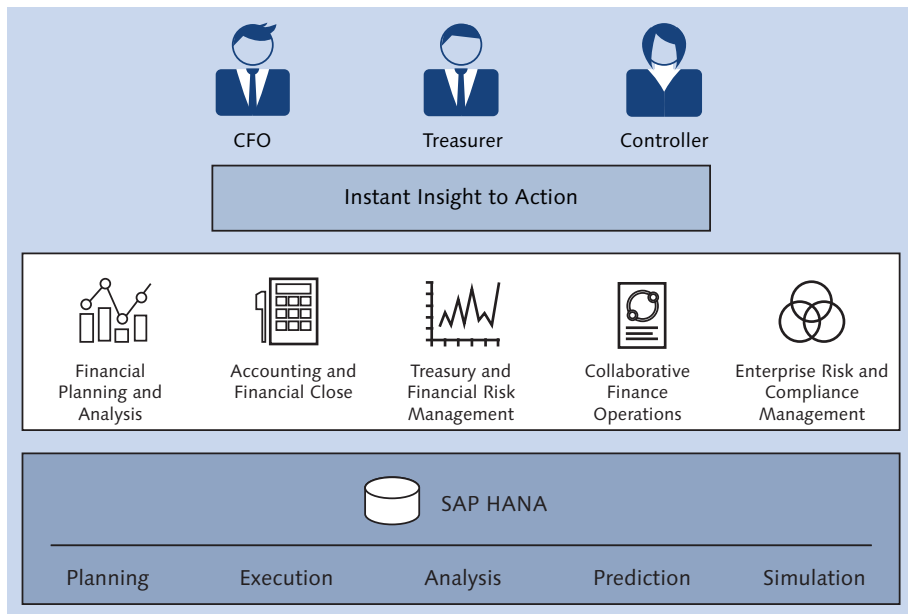 CFO
Treasurer
Controller
Instant Insight to Action
Financial
Planning and
Analysis
Accounting and
Financial Close
Treasury and
Financial Risk
Management
Collaborative
Finance
Operations
Enterprise Risk and
Compliance
Management
SAP HANA
Planning
Execution
Analysis
Prediction
Simulation